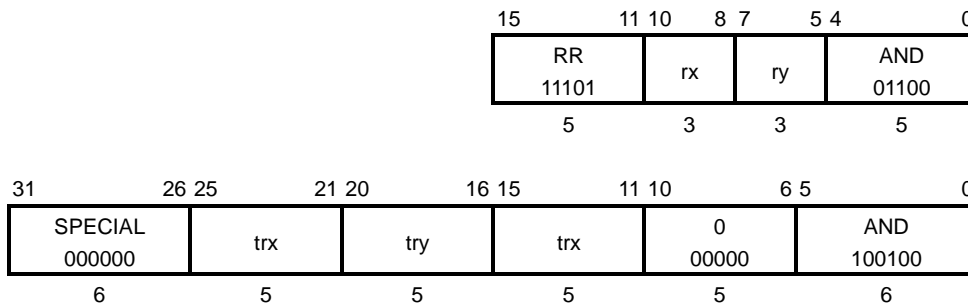 15 11 10 8 7 5 4 0
RR rx ry AND
11101 01100
5 3 3 5
31 26 25 21 20 16 15 11 10 6 5 0
SPECIAL trx try trx 0 AND
000000 00000 100100
6 5 5 5 5 6